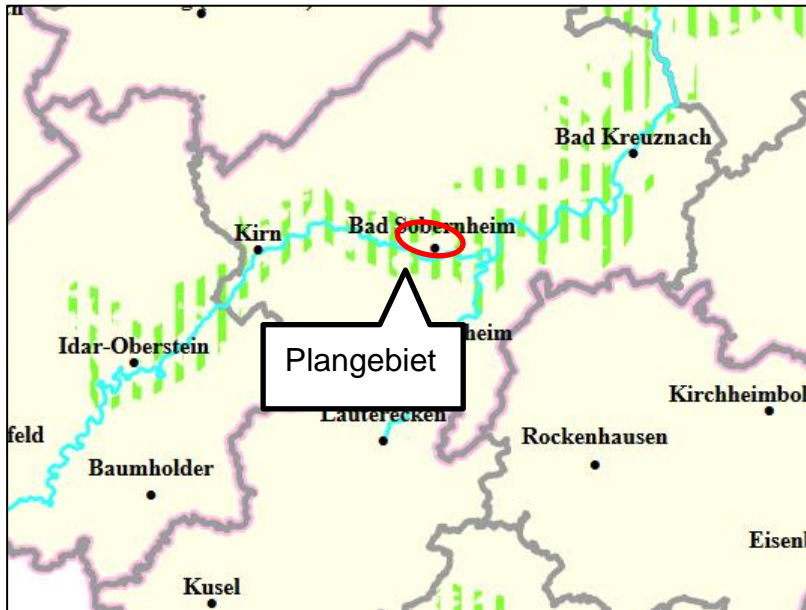 Bad Kreuznach
Bad Sobernheim
Kirn
Idar-Oberstein
Plangebiet
heim
Lauterecken
Kirchheimbol
feld
Rockenhausen
Baumholder
Eisenb
Kusel